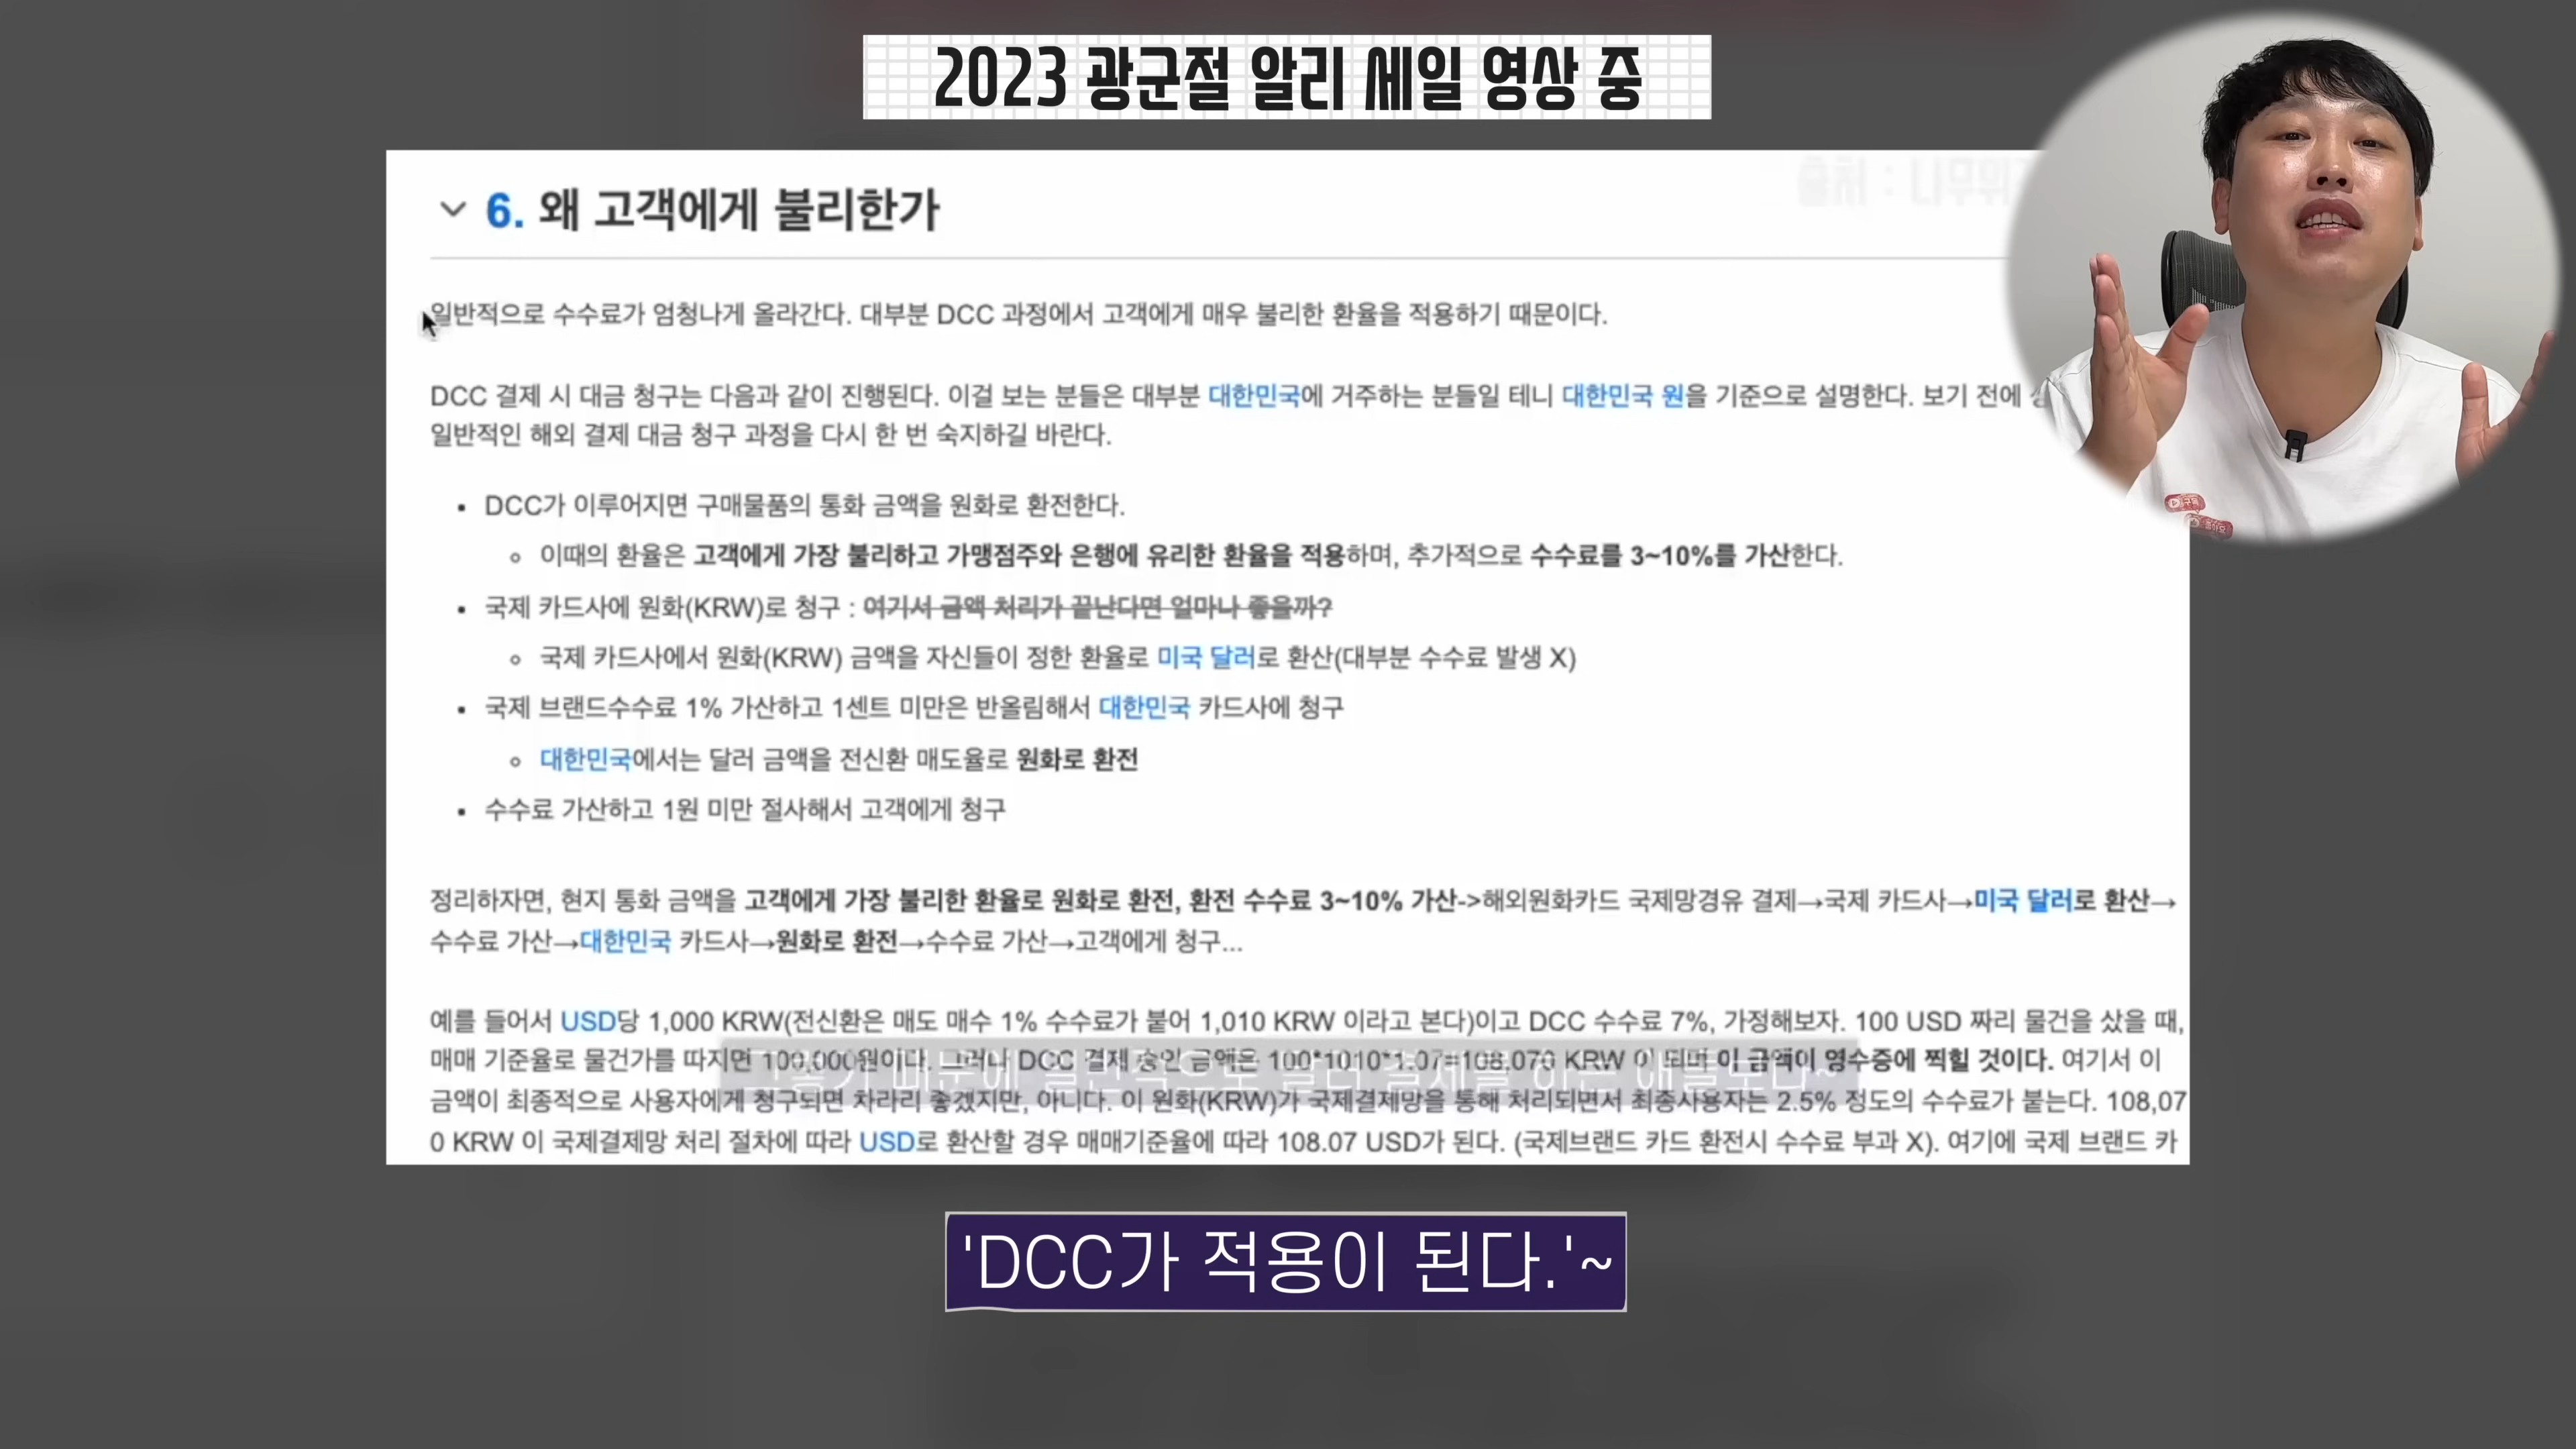 2023 광군절 알리 세일 영상 중
출처 : 나무위
6. 왜 고객에게 불리한가
일반적으로 수수료가 엄청나게 올라간다. 대부분 DCC 과정에서 고객에게 매우 불리한 환율을 적용하기 때문이다.
DCC 결제 시 대금 청구는 다음과 같이 진행된다. 이걸 보는 분들은 대부분 대한민국에 거주하는 분들일 테니 대한민국 원을 기준으로 설명한다. 보기 전에
일반적인 해외 결제 대금 청구 과정을 다시 한 번 숙지하길 바란다.
▪ DCC가 이루어지면 구매물품의 통화 금액을 원화로 환전한다.
◦ 이때의 환율은 고객에게 가장 불리하고 가맹점주와 은행에 유리한 환율을 적용하며, 추가적으로 수수료를 3~10%를 가산한다.
▪ 국제 카드사에 원화(KRW)로 청구 : 여기서 금액 처리가 끝난다면 얼마나 좋을까?
◦ 국제 카드사에서 원화(KRW) 금액을 자신들이 정한 환율로 미국 달러로 환산(대부분 수수료 발생 X)
▪ 국제 브랜드수수료 1% 가산하고 1센트 미만은 반올림해서 대한민국 카드사에 청구
◦ 대한민국에서는 달러 금액을 전신환 매도율로 원화로 환전
▪ 수수료 가산하고 1원 미만 절사해서 고객에게 청구
정리하자면, 현지 통화 금액을 고객에게 가장 불리한 환율로 원화로 환전, 환전 수수료 3~10% 가산->해외원화카드 국제망경유 결제→국제 카드사→미국 달러로 환산→
수수료 가산→대한민국 카드사→원화로 환전→수수료 가산→고객에게 청구...
예를 들어서 USD당 1,000 KRW(전신환은 매도 매수 1% 수수료가 붙어 1,010 KRW 이라고 본다)이고 DCC 수수료 7%, 가정해보자. 100 USD 짜리 물건을 샀을 때,
매매 기준율로 물건가를 따지면 100,000원이다. 그러나 DCC 결제 승인 금액은 100*1010*1.07=108,070 KRW 이 되며 이 금액이 영수증에 찍힐 것이다. 여기서 이
금액이 최종적으로 사용자에게 청구되면 차라리 좋겠지만, 아니다. 이 원화(KRW)가 국제결제망을 통해 처리되면서 최종사용자는 2.5% 정도의 수수료가 붙는다. 108,07
0 KRW 이 국제결제망 처리 절차에 따라 USD로 환산할 경우 매매기준율에 따라 108.07 USD가 된다. (국제브랜드 카드 환전시 수수료 부과 X). 여기에 국제 브랜드 카
'DCC가 적용이 된다.'~